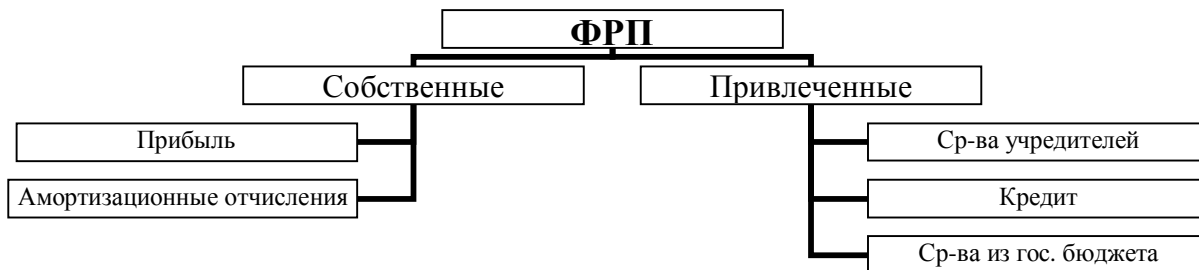 ФРП
Собственные
Привлеченные
Прибыль
Амортизационные отчисления
Ср-ва учредителей
Кредит
Ср-ва из гос. бюджета